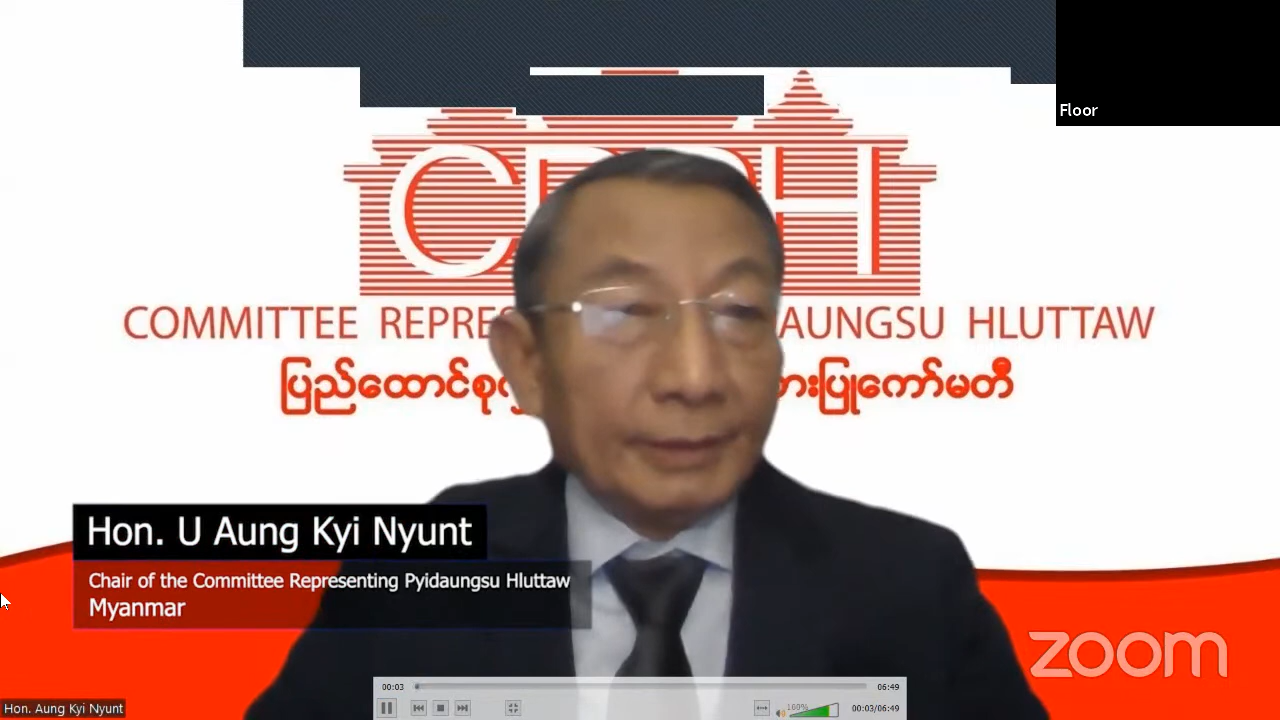 Floor
COMMITTEE REPRE AUNGSU HLUTTAW
ပြည်ထောင်စု ားပြုကော်မတီ
Hon. U Aung Kyi Nyunt
Chair of the Committee Representing Pyidaungsu Hluttaw
Myanmar
zoom
00:03 06:49
100% 00:03/06:49
Hon. Aung Kyi Nyunt